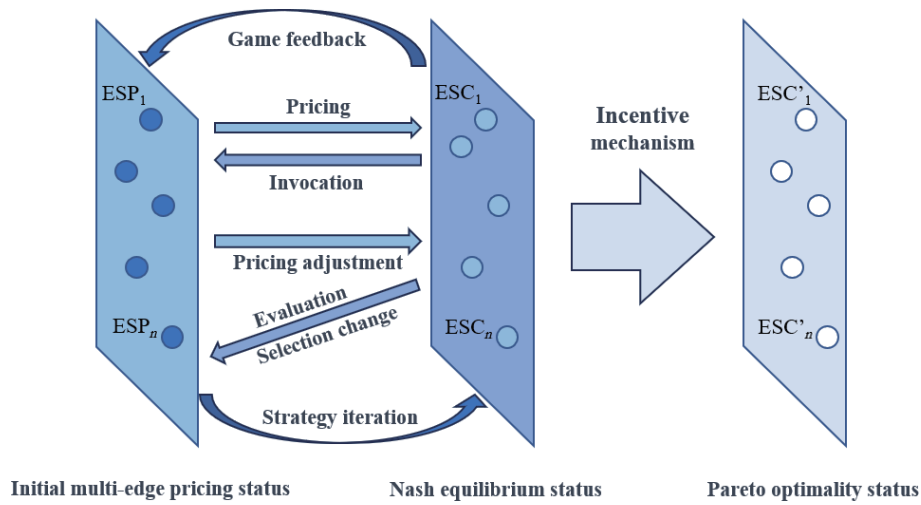 Game feedback
ESP1
ESC1
ESC’1
Pricing
Incentive
mechanism
Invocation
Pricing adjustment
Evaluation
Selection change
ESPn
ESCn
ESC’n
Strategy iteration
Initial multi-edge pricing status
Nash equilibrium status
Pareto optimality status